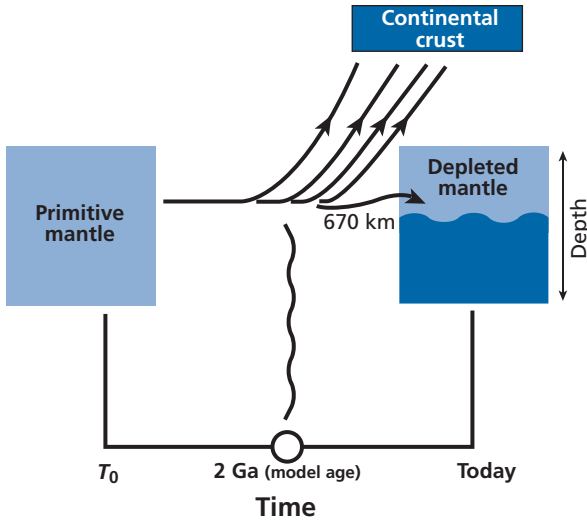 Continental
crust
Primitive
mantle
Depleted
mantle
670 km
Depth
T0
2 Ga (model age)
Today
Time